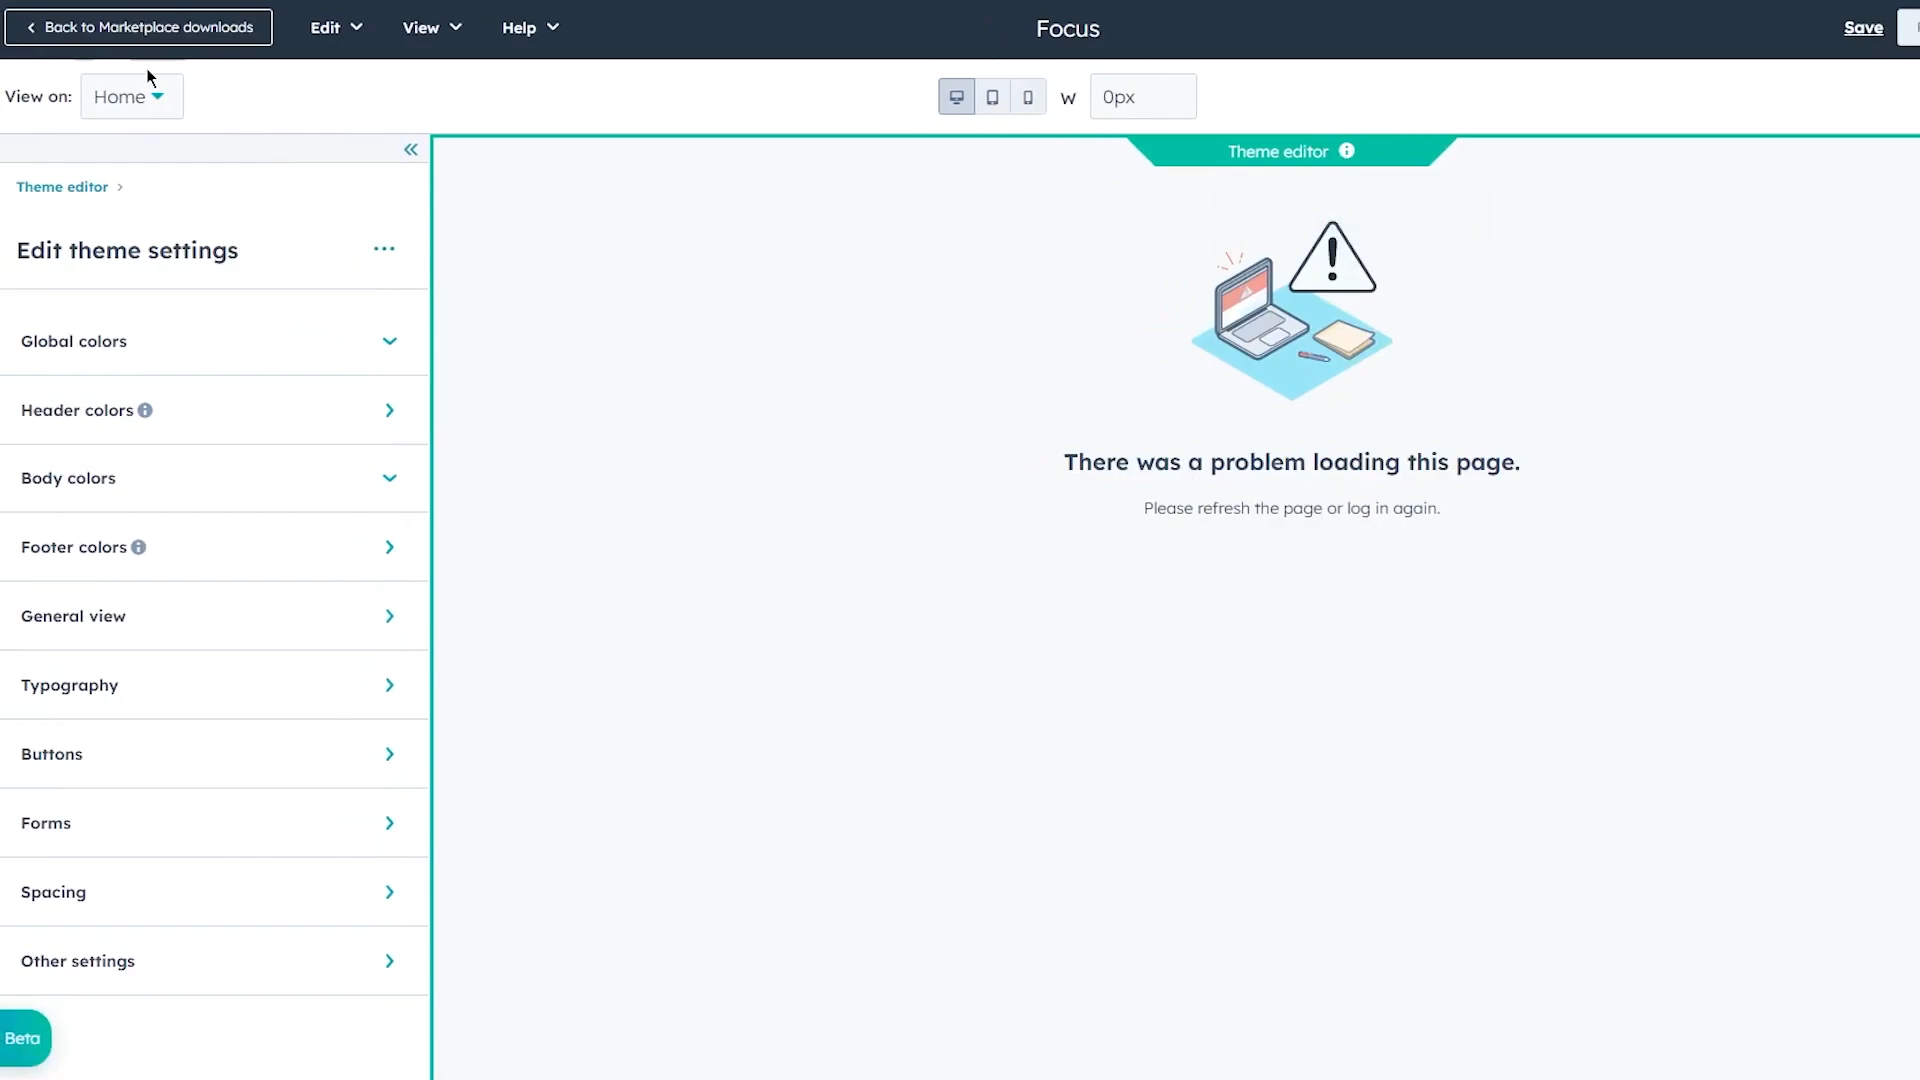 Back to Marketplace downloads
Edit
View
Help
Focus
Save
View on:
Home
W
0px
Theme editor
Theme editor
Edit theme settings
Global colors
Header colors
Body colors
Footer colors
General view
Typography
Buttons
Forms
Spacing
Other settings
Beta
There was a problem loading this page.
Please refresh the page or log in again.